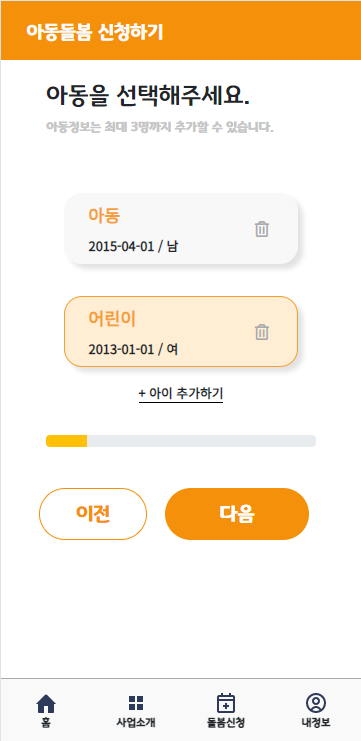 아동돌봄 신청하기
아동을 선택해주세요.
아동정보는 최대 3명까지 추가할 수 있습니다.
아동
2015-04-01 / 남
어린이
2013-01-01 / 여
+ 아이 추가하기
이전
다음
홈
사업소개
돌봄신청
내정보